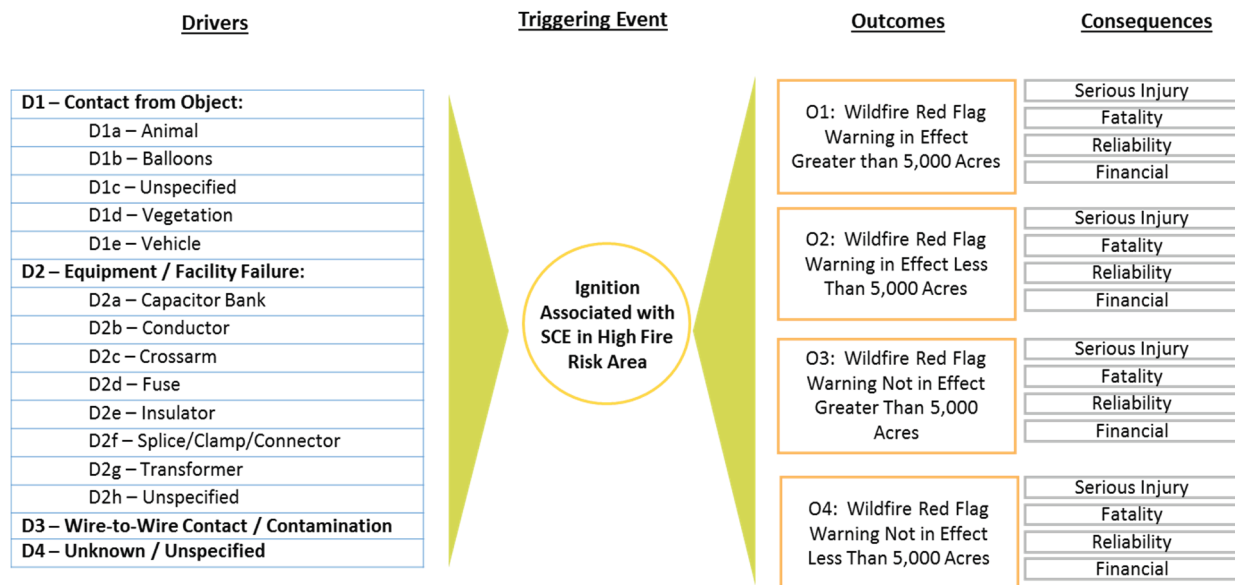 Drivers
Triggering Event
Outcomes
Consequences
D1 – Contact from Object:
D1a – Animal
D1b – Balloons
D1c – Unspecified
D1d – Vegetation
D1e – Vehicle
D2 – Equipment / Facility Failure:
D2a – Capacitor Bank
D2b – Conductor
D2c – Crossarm
D2d – Fuse
D2e – Insulator
D2f – Splice/Clamp/Connector
D2g – Transformer
D2h – Unspecified
D3 – Wire-to-Wire Contact / Contamination
D4 – Unknown / Unspecified
Ignition
Associated with
SCE in High Fire
Risk Area
O1: Wildfire Red Flag
Warning in Effect
Greater than 5,000 Acres
Serious Injury
Fatality
Reliability
Financial
O2: Wildfire Red Flag
Warning in Effect Less
Than 5,000 Acres
Serious Injury
Fatality
Reliability
Financial
O3: Wildfire Red Flag
Warning Not in Effect
Greater Than 5,000
Acres
Serious Injury
Fatality
Reliability
Financial
O4: Wildfire Red Flag
Warning Not in Effect
Less Than 5,000 Acres
Serious Injury
Fatality
Reliability
Financial